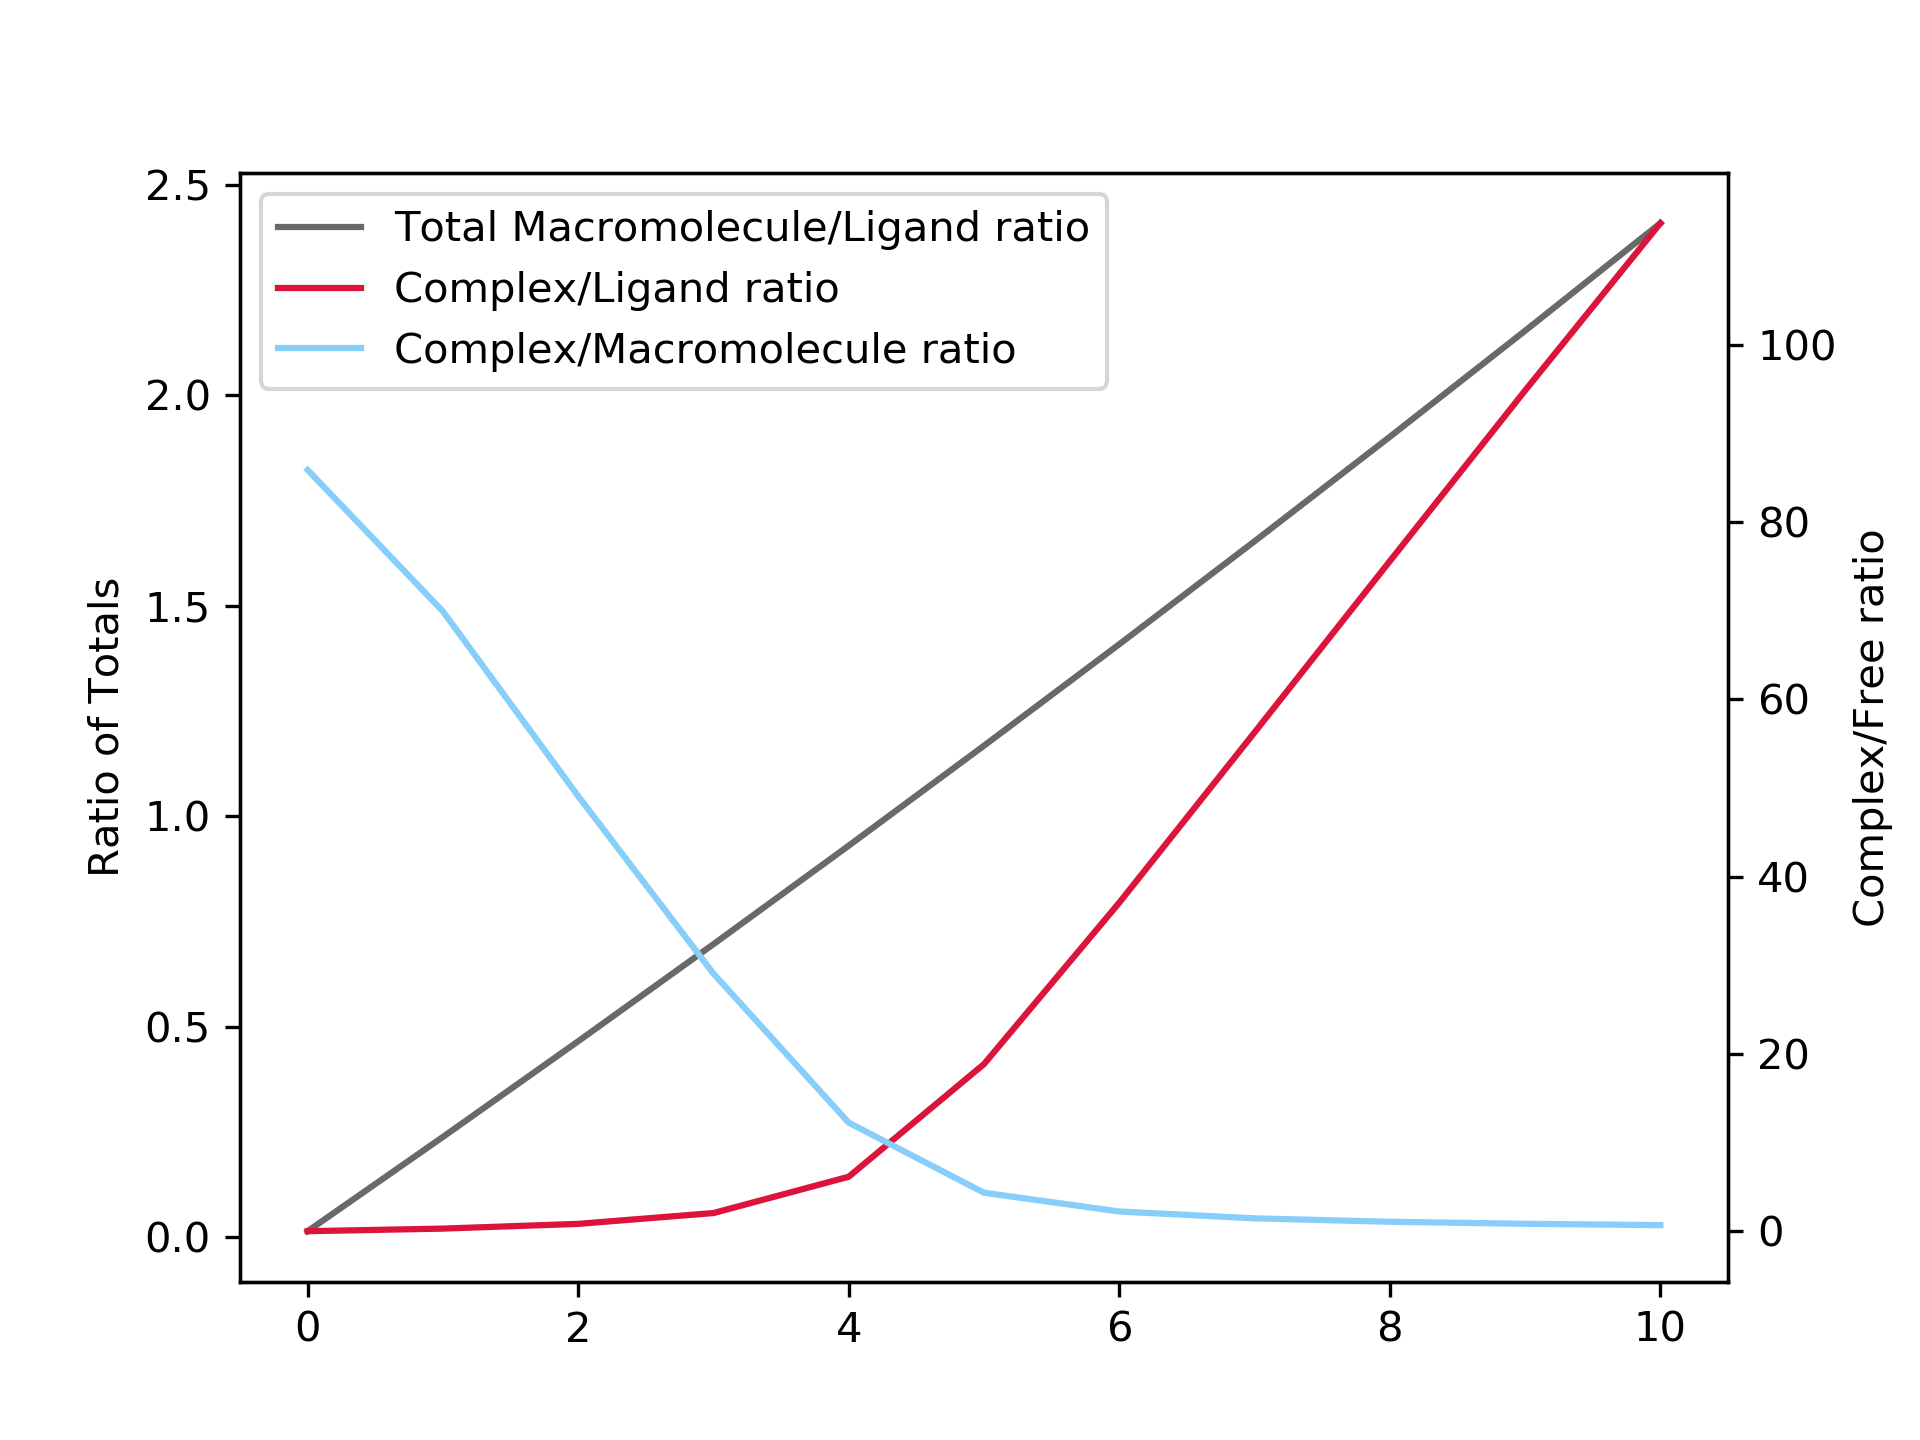 Total Macromolecule/Ligand ratio
Complex/Ligand ratio
Complex/Macromolecule ratio
Ratio of Totals
2.5
2.0
1.5
1.0
0.5
0.0
100
80
60
40
20
0
Complex/Free ratio
0 2 4 6 8 10